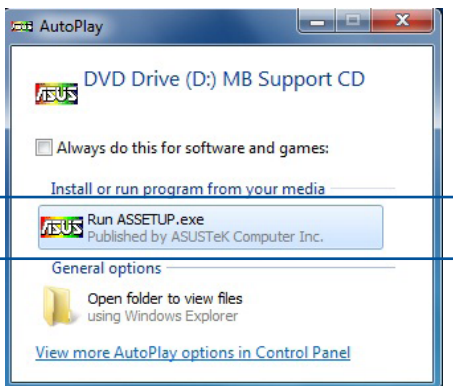 AutoPlay
DVD Drive (D:) MB Support CD
ASUS
Always do this for software and games:
Install or run program from your media
ASUS
Run ASSETUP.exe
Published by ASUSTeK Computer Inc.
General options
Open folder to view files
using Windows Explorer
View more AutoPlay options in Control Panel